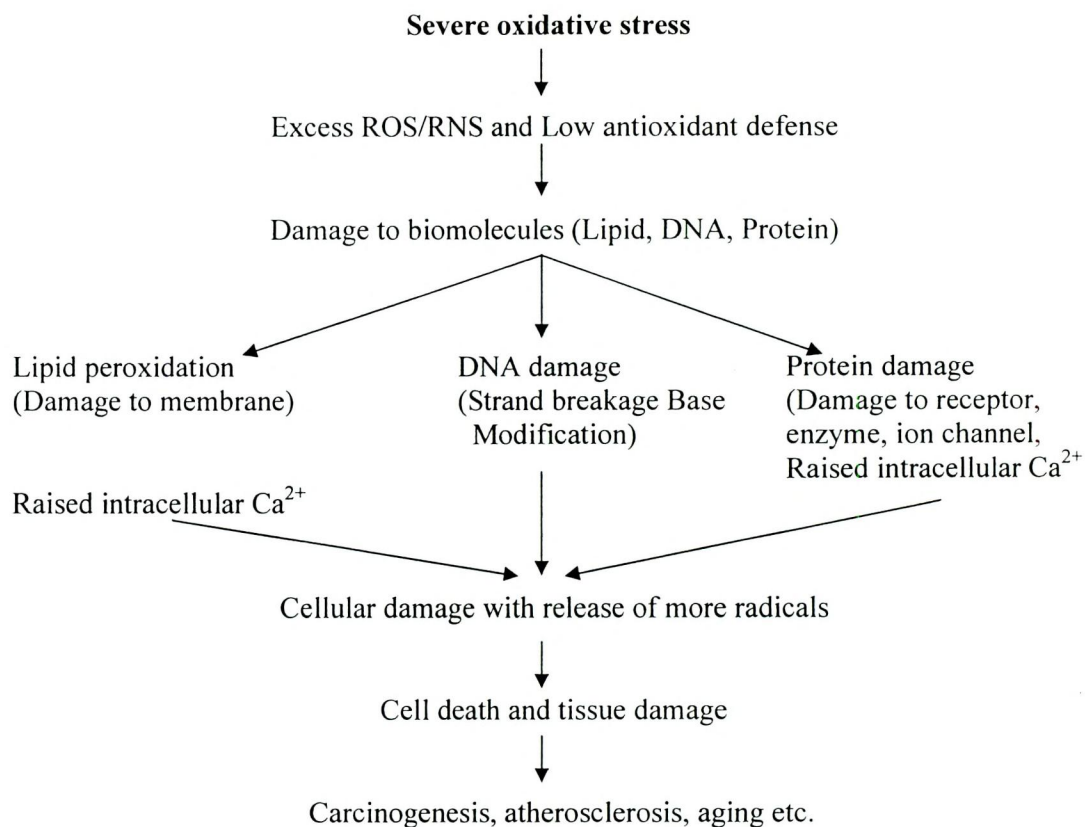 Severe oxidative stress
Excess ROS/RNS and Low antioxidant defense
Damage to biomolecules (Lipid, DNA, Protein)
Lipid peroxidation
(Damage to membrane)
Raised intracellular Ca²⁺
DNA damage
(Strand breakage Base
Modification)
Protein damage
(Damage to receptor,
enzyme, ion channel,
Raised intracellular Ca²⁺
Cellular damage with release of more radicals
Cell death and tissue damage
Carcinogenesis, atherosclerosis, aging etc.